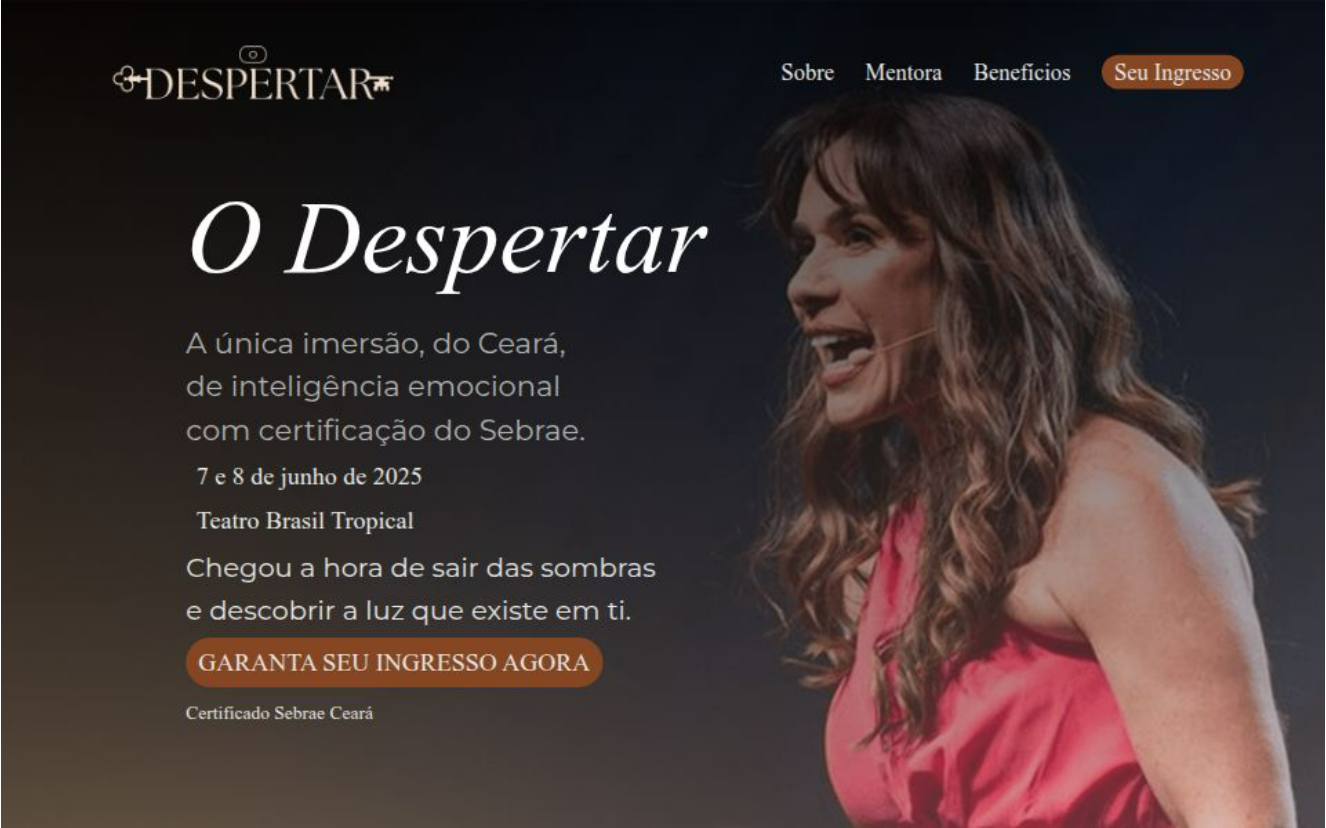 DESPERTAR
Sobre Mentora Benefícios Seu Ingresso
O Despertar
A única imersão, do Ceará,
de inteligência emocional
com certificação do Sebrae.
7 e 8 de junho de 2025
Teatro Brasil Tropical
Chegou a hora de sair das sombras
e descobrir a luz que existe em ti.
GARANTA SEU INGRESSO AGORA
Certificado Sebrae Ceará